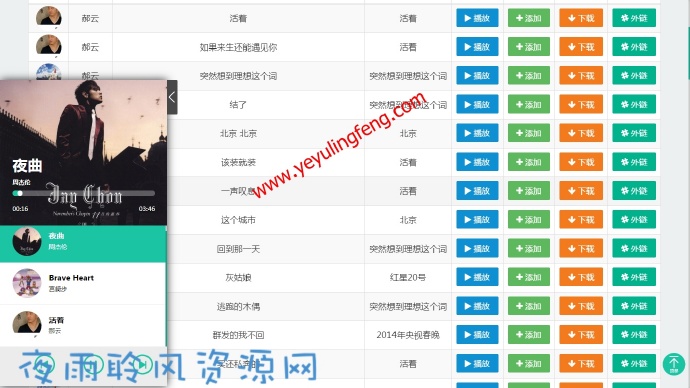 郝云 活着 活着 播放 添加 下载 外链
郝云 如果来生还能遇见你 活着 播放 添加 下载 外链
突然想到理想这个词 突然想到理想这个词 播放 添加 下载 外链
结了 突然想到理想这个词 播放 添加 下载 外链
北京 北京 北京 播放 添加 下载 外链
该装就装 活着 播放 添加 下载 外链
一声叹息 活着 播放 添加 下载 外链
这个城市 北京 播放 添加 下载 外链
回到那一天 突然想到理想这个词 播放 添加 下载 外链
灰姑娘 红星20号 播放 添加 下载 外链
逃跑的木偶 突然想到理想这个词 播放 添加 下载 外链
群发的我不回 2014年央视春晚 播放 添加 下载 外链
活着 播放 添加 下载 外链
夜曲
周杰伦
Jay Chou
November's Chopin
00:16 03:46
夜曲
周杰伦
Brave Heart
活着
郝云
www.yeyulingfeng.com
夜雨聆风资源网